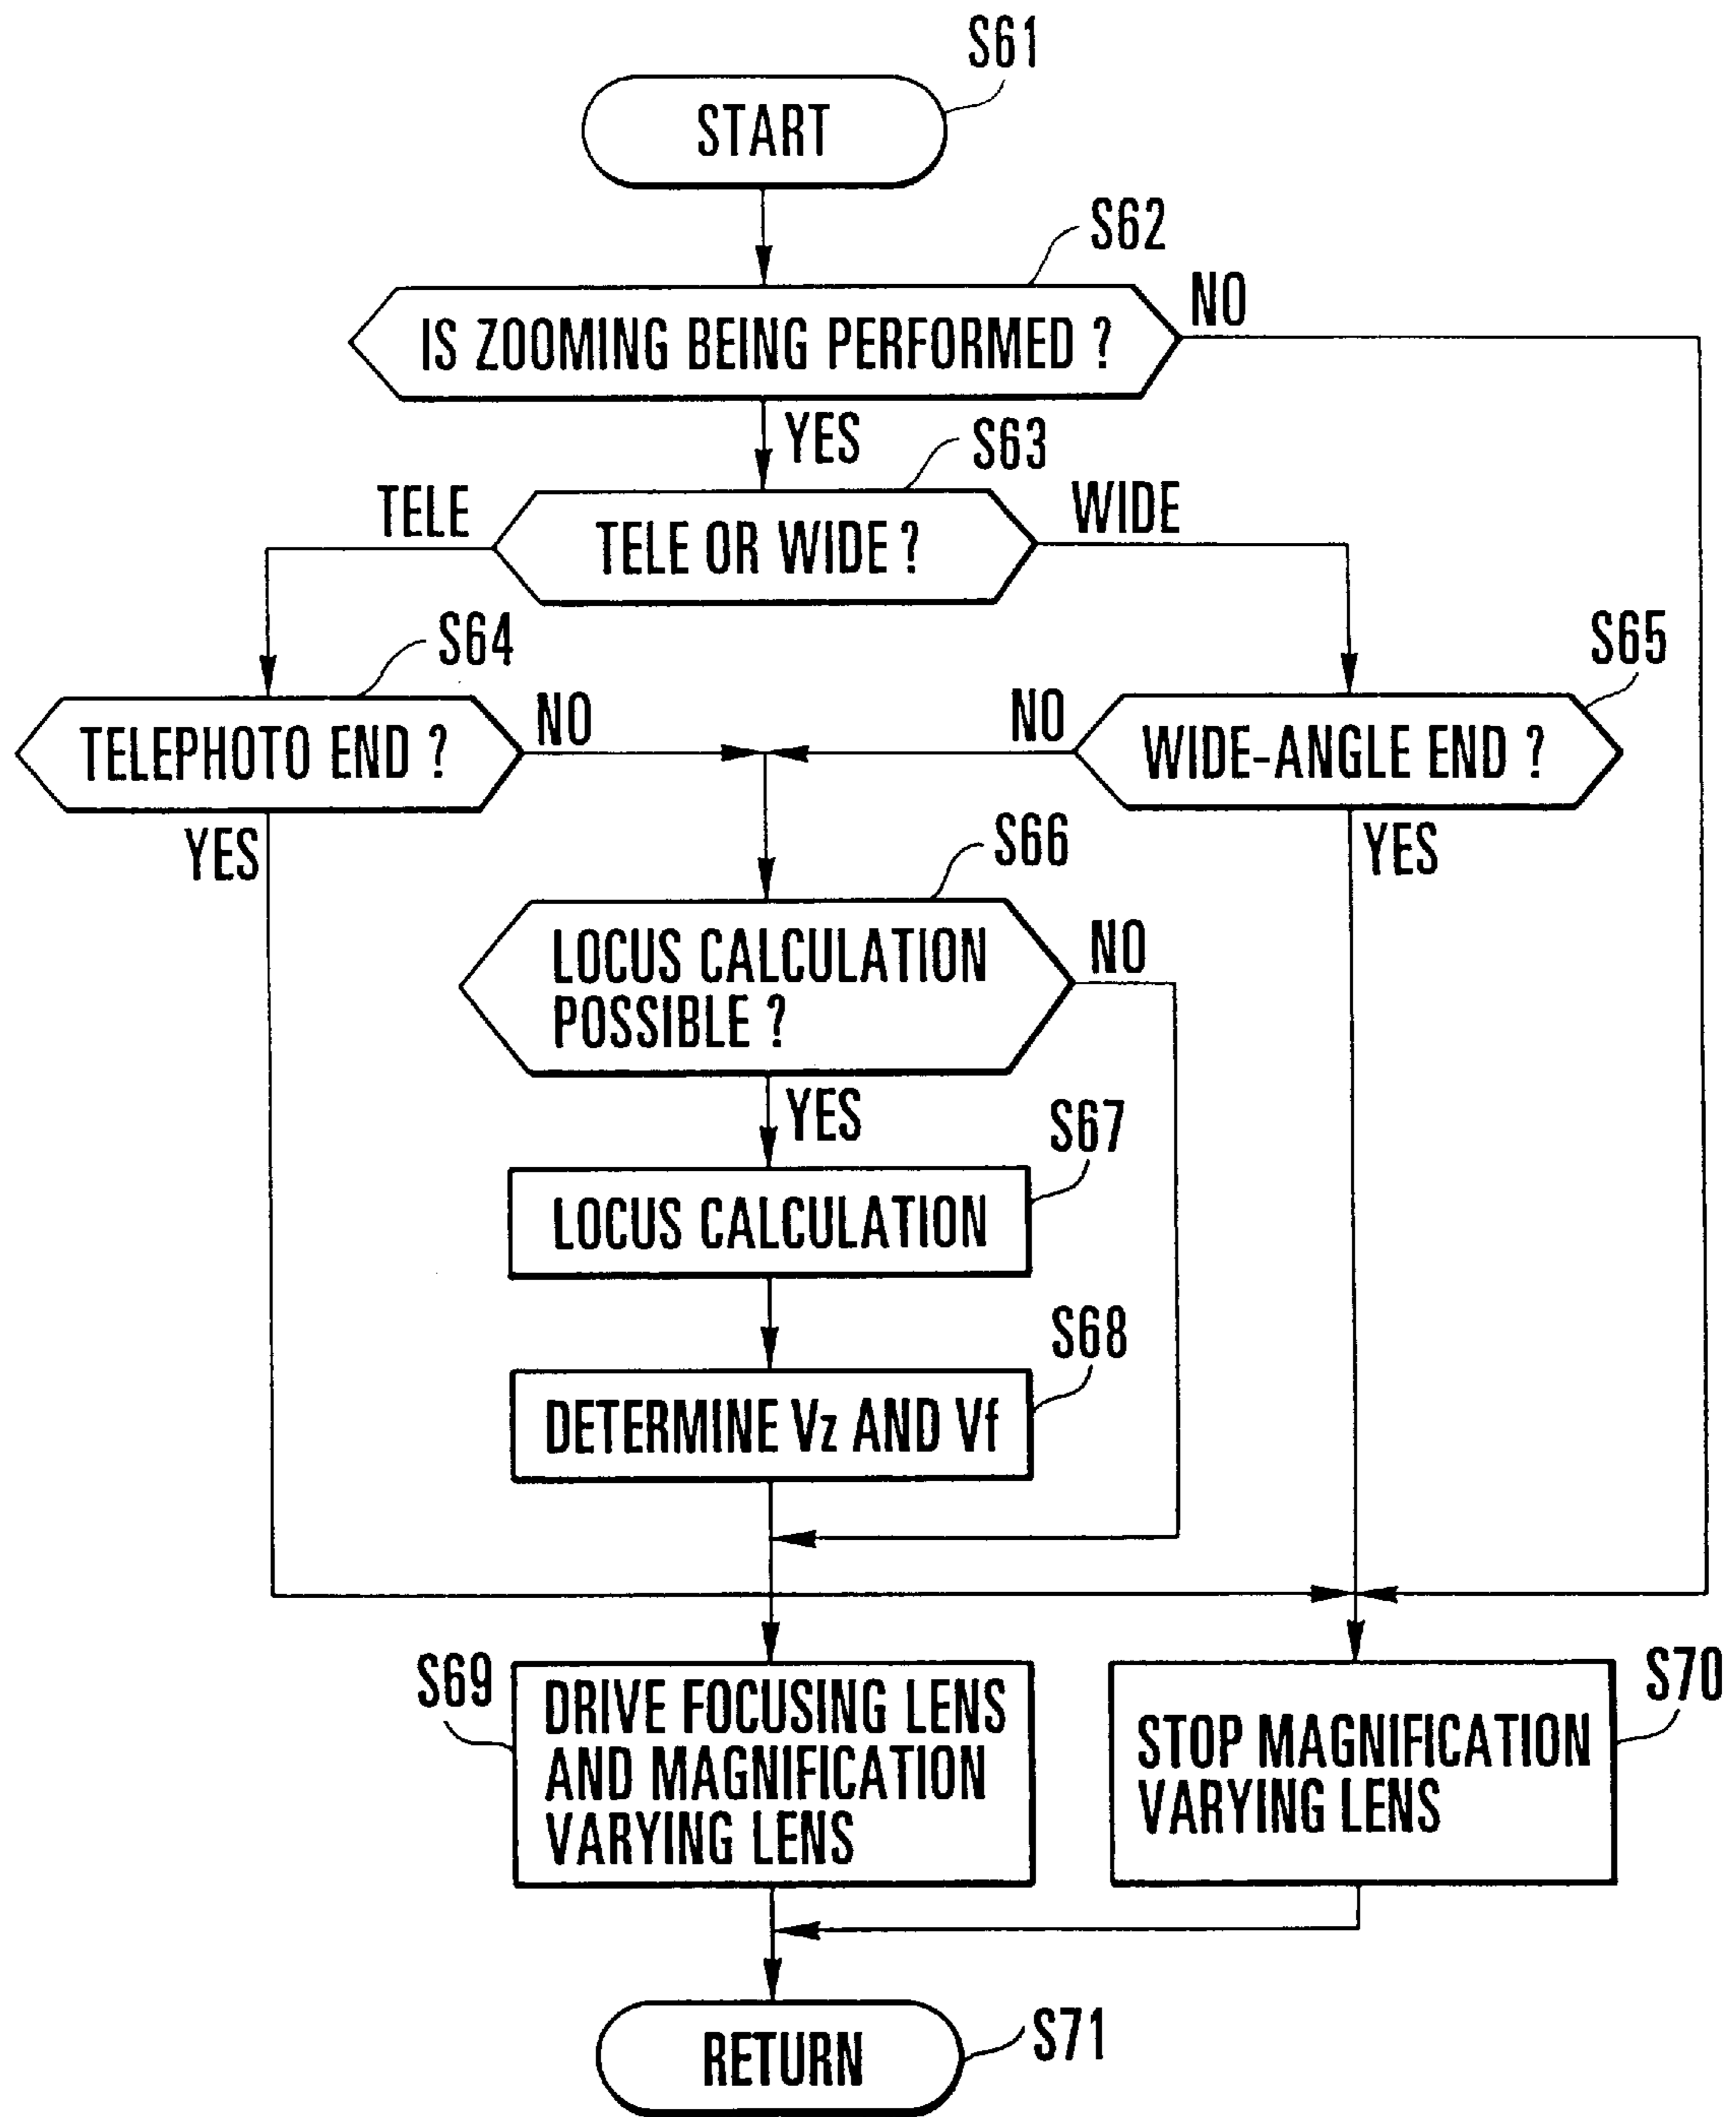 S61
START
S62
IS ZOOMING BEING PERFORMED ?
NO
YES
S63
TELE
TELE OR WIDE ?
WIDE
S64
S65
TELEPHOTO END ?
NO
NO
WIDE-ANGLE END ?
YES
YES
S66
LOCUS CALCULATION
POSSIBLE ?
NO
YES
S67
LOCUS CALCULATION
S68
DETERMINE Vz AND Vf
S69
DRIVE FOCUSING LENS
AND MAGNIFICATION
VARYING LENS
S70
STOP MAGNIFICATION
VARYING LENS
RETURN
S71